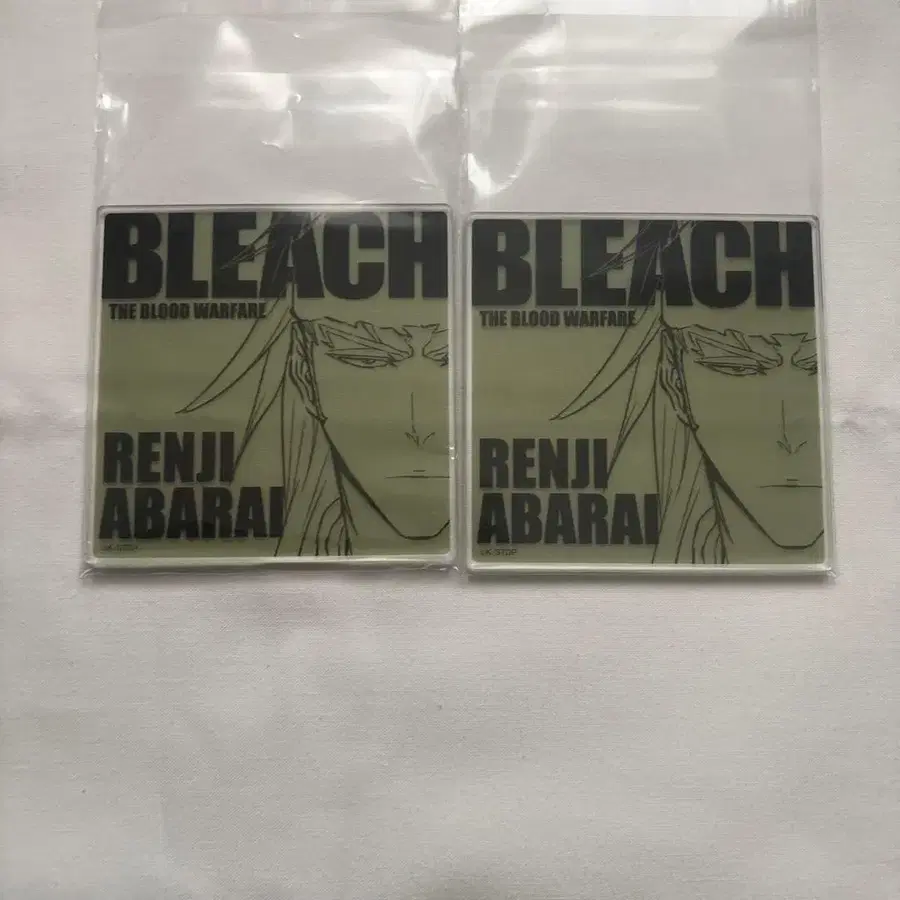 BLEACH
THE BLOOD WARFARE
RENJI
ABARAI
BLEACH
THE BLOOD WARFARE
RENJI
ABARAI